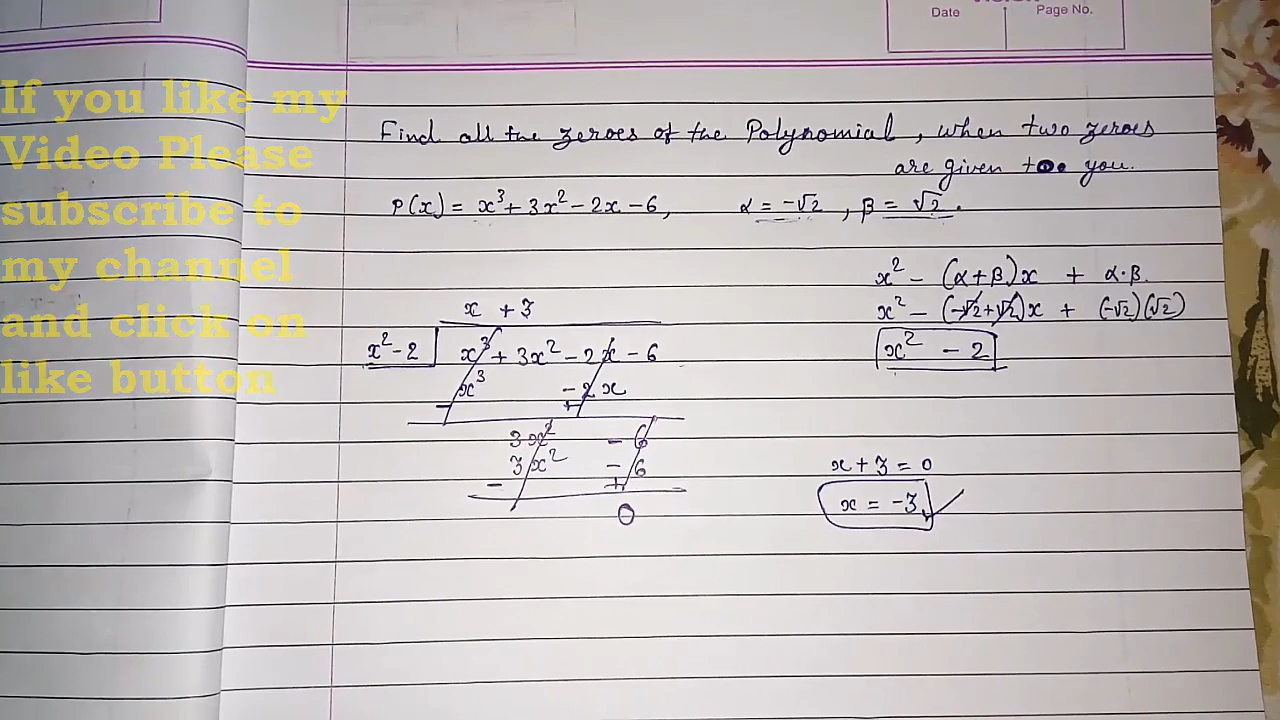 Date
Page No.
If you like my
Video Please
subscribe to
my channel
and click on
like button
Find all the zeroes of the Polynomial, when two zeroes
are given to you.
P(x) = x³ + 3x² - 2x - 6, α = -√2, β = √2.
x² - (α+β)x + α·β.
x² - (-√2+√2)x + (-√2)(√2)
x² - 2
x + 3
x²-2 x³ + 3x² - 2x - 6
x³ - 2x
- +
3x² - 6
3x² - 6
- +
0
x + 3 = 0
x = -3